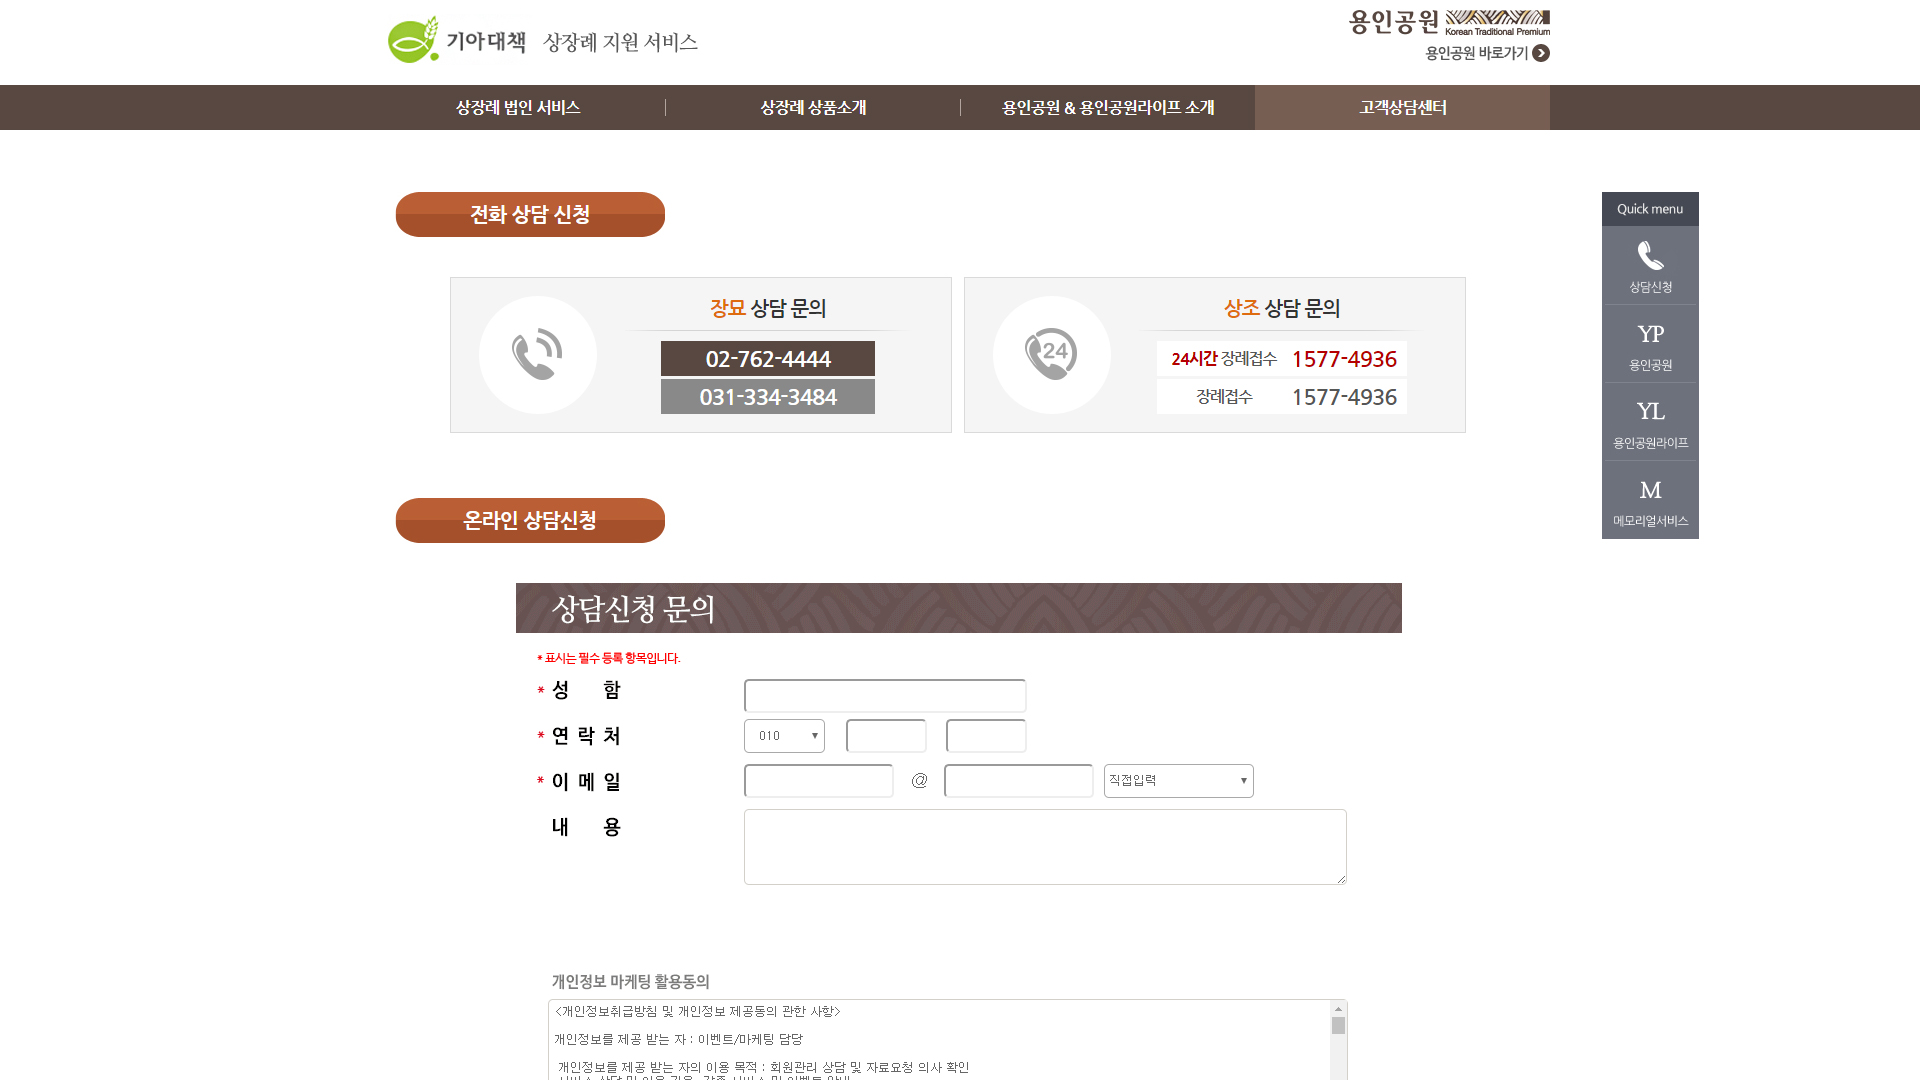 기아대책 상장례 지원 서비스
용인공원 Korean Traditional Premium
용인공원 바로가기
상장례 법인 서비스
상장례 상품소개
용인공원 & 용인공원라이프 소개
고객상담센터
전화 상담 신청
장묘 상담 문의
02-762-4444
031-334-3484
상조 상담 문의
24
24시간 장례접수 1577-4936
장례접수 1577-4936
Quick menu
상담신청
YP
용인공원
YL
용인공원라이프
M
메모리얼서비스
온라인 상담신청
상담신청 문의
* 표시는 필수 등록 항목입니다.
* 성 함
* 연 락 처 010
* 이 메 일 @ 직접입력
내 용
개인정보 마케팅 활용동의
<개인정보취급방침 및 개인정보 제공동의 관한 사항>
개인정보를 제공 받는 자 : 이벤트/마케팅 담당
개인정보를 제공 받는 자의 이용 목적 : 회원관리 상담 및 자료요청 의사 확인